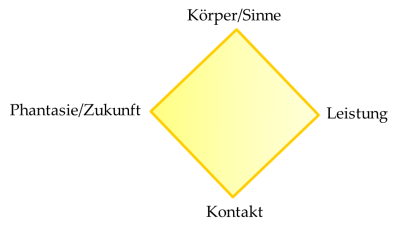 Körper/Sinne
Phantasie/Zukunft
Leistung
Kontakt